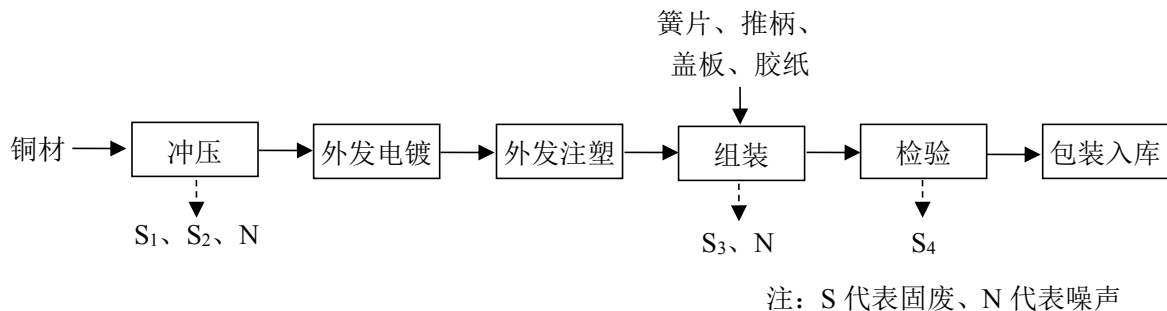 簧片、推柄、
盖板、胶纸
铜材 冲压 外发电镀 外发注塑 组装 检验 包装入库
S₁、S₂、N S₃、N S₄
注：S 代表固废、N 代表噪声